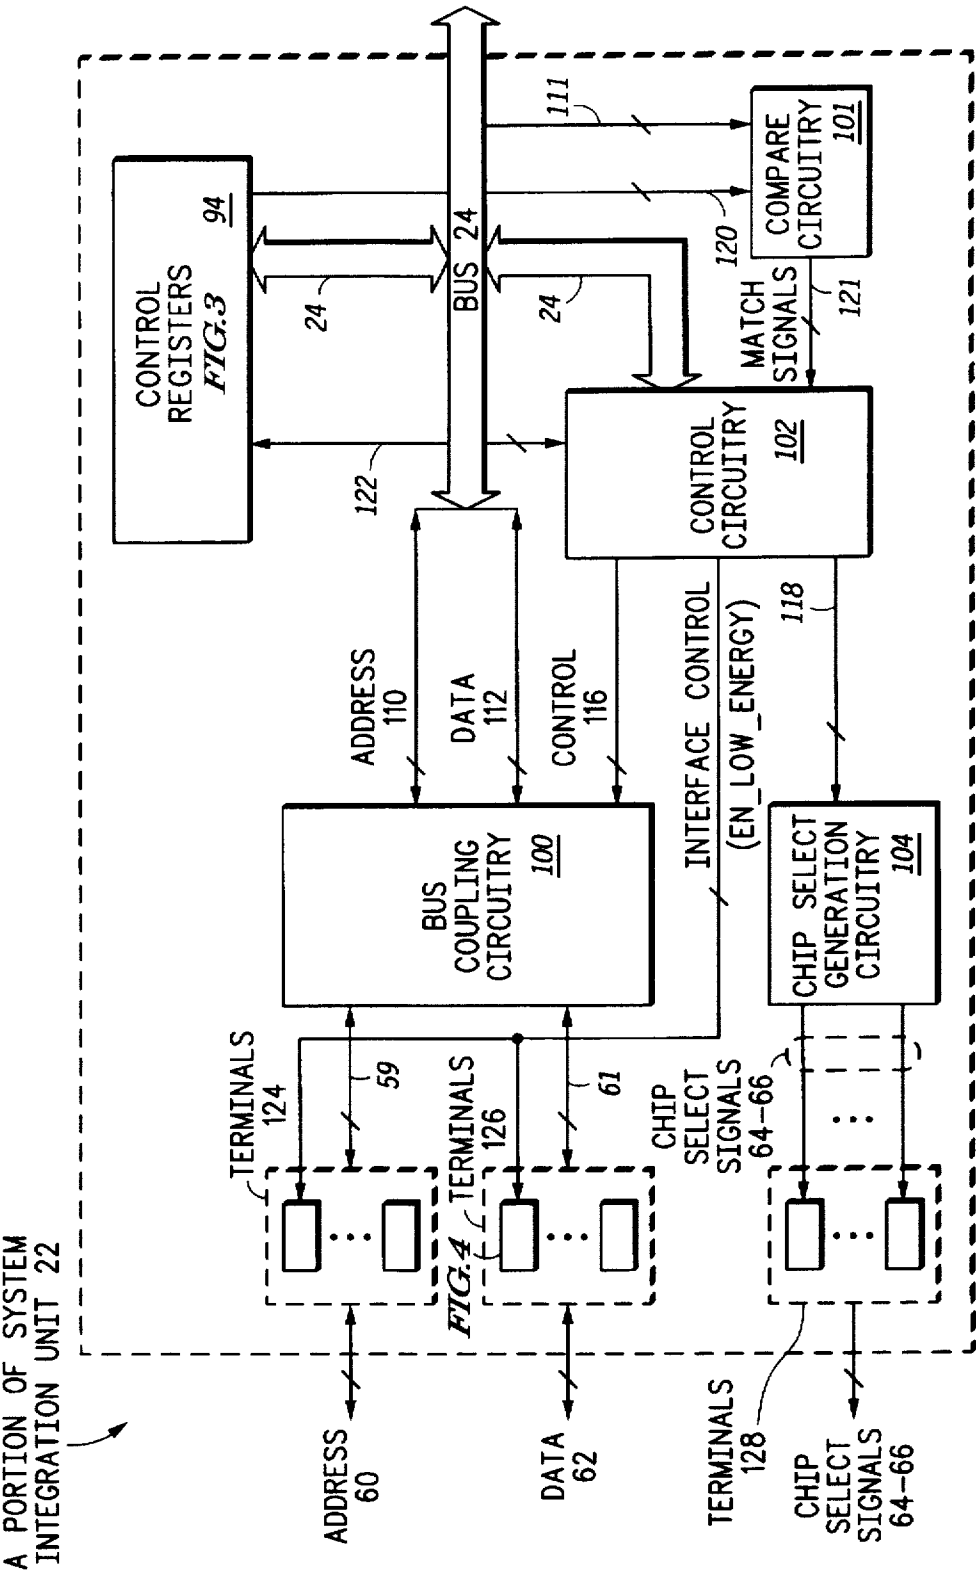 A PORTION OF SYSTEM
INTEGRATION UNIT 22
ADDRESS
60
DATA
62
TERMINALS
128
CHIP
SELECT
SIGNALS
64-66
TERMINALS
124
FIG.4
TERMINALS
126
59
61
CHIP
SELECT
SIGNALS
64-66
BUS
COUPLING
CIRCUITRY
100
CHIP SELECT
GENERATION
CIRCUITRY
104
ADDRESS
110
DATA
112
CONTROL
116
INTERFACE CONTROL
(EN_LOW_ENERGY)
118
CONTROL
REGISTERS
FIG.3
94
122
24
BUS 24
24
CONTROL
CIRCUITRY
102
MATCH
SIGNALS
121
120
111
COMPARE
CIRCUITRY
101